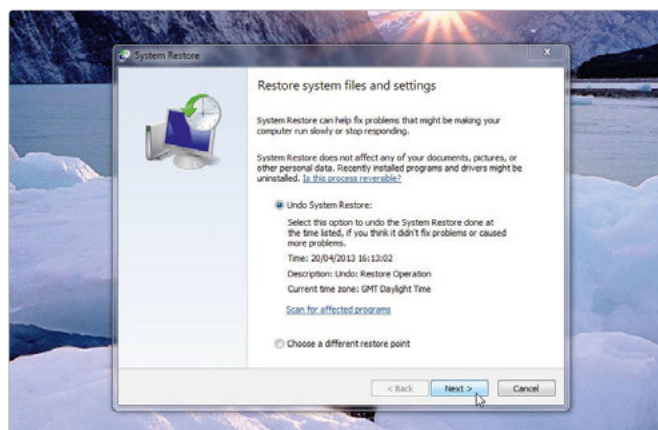 System Restore
Restore system files and settings
System Restore can help fix problems that might be making your
computer run slowly or stop responding.
System Restore does not affect any of your documents, pictures, or
other personal data. Recently installed programs and drivers might be
uninstalled. Is this process reversible?
Undo System Restore:
Select this option to undo the System Restore done at
the time listed, if you think it didn't fix problems or caused
more problems.
Time: 20/04/2013 16:13:02
Description: Undo: Restore Operation
Current time zone: GMT Daylight Time
Scan for affected programs
Choose a different restore point
< Back Next > Cancel